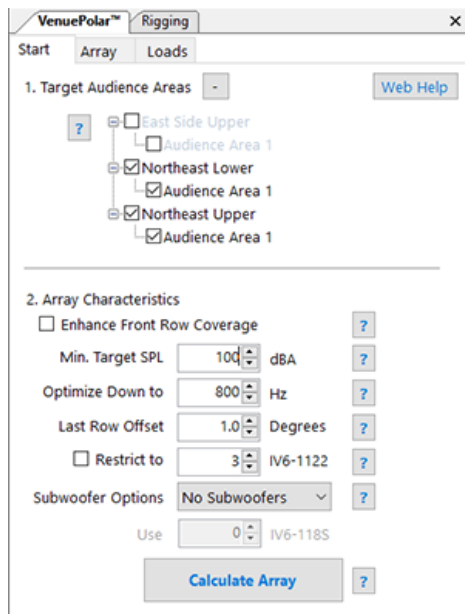 VenuePolar™ Rigging ×
Start Array Loads
1. Target Audience Areas - Web Help
? East Side Upper
Audience Area 1
Northeast Lower
Audience Area 1
Northeast Upper
Audience Area 1
2. Array Characteristics
Enhance Front Row Coverage ?
Min. Target SPL 100 dBA ?
Optimize Down to 800 Hz ?
Last Row Offset 1.0 Degrees ?
Restrict to 3 IV6-1122 ?
Subwoofer Options No Subwoofers ?
Use 0 IV6-118S
Calculate Array ?